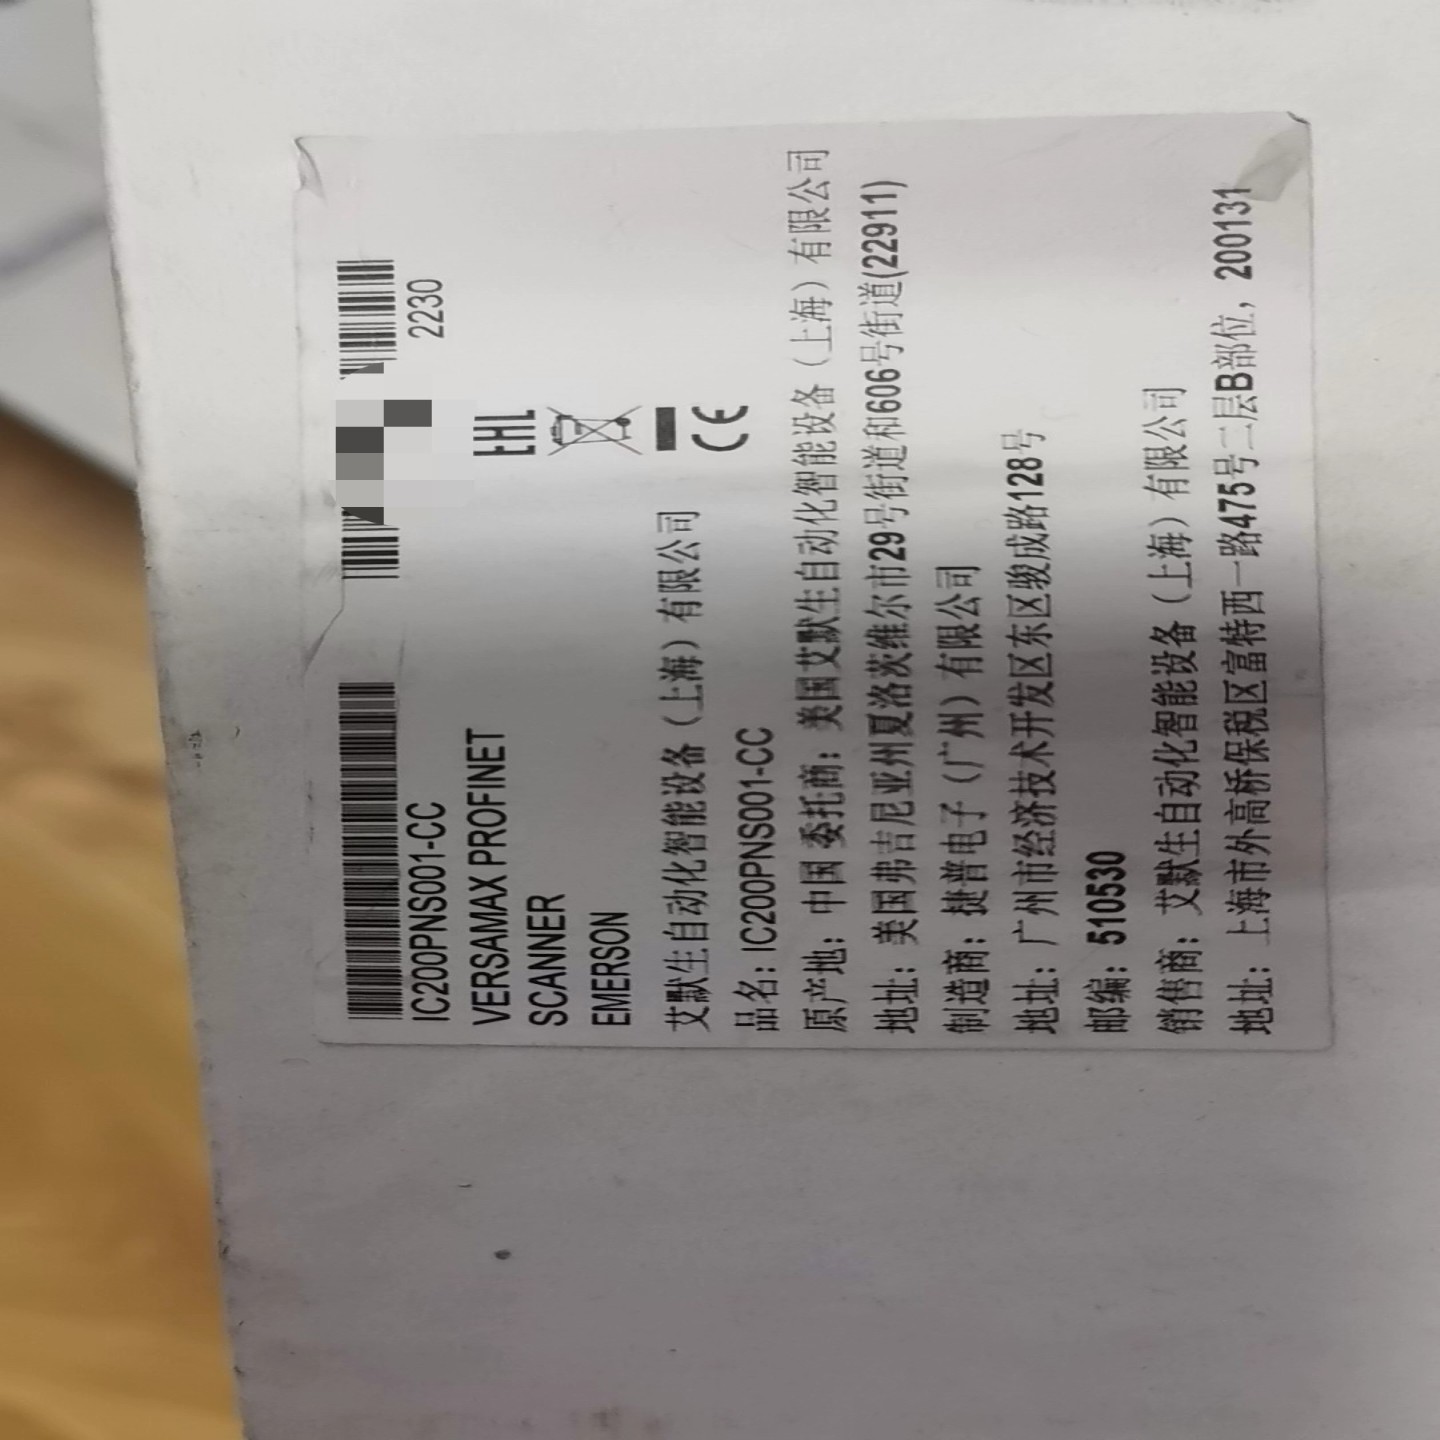 IC200PNS001-CC
2230
VERSAMAX PROFINET
SCANNER
EAC
EMERSON
艾默生自动化智能设备（上海）有限公司
CE
品名：IC200PNS001-CC
原产地：中国 委托商：美国艾默生自动化智能设备（上海）有限公司
地址：美国弗吉尼亚州夏洛茨维尔市29号街道和606号街道(22911)
制造商：捷普电子（广州）有限公司
地址：广州市经济技术开发区东区骏成路128号
邮编：510530
销售商：艾默生自动化智能设备（上海）有限公司
地址：上海市外高桥保税区富特西一路475号二层B部位，200131